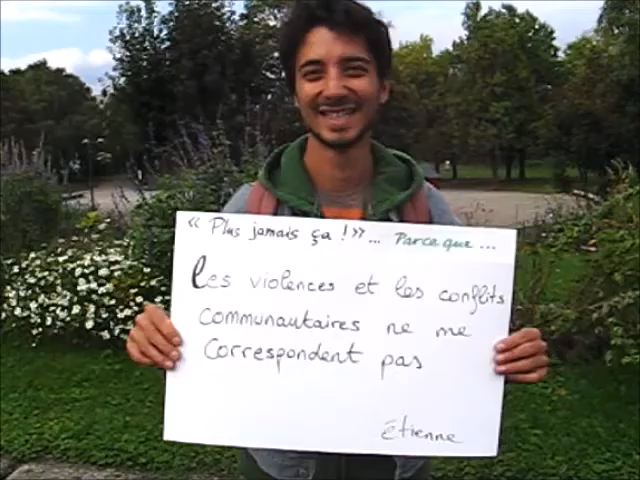 « Plus jamais ça ! »... Parce que ...
Les violences et les conflits
communautaires ne me
correspondent pas
Étienne